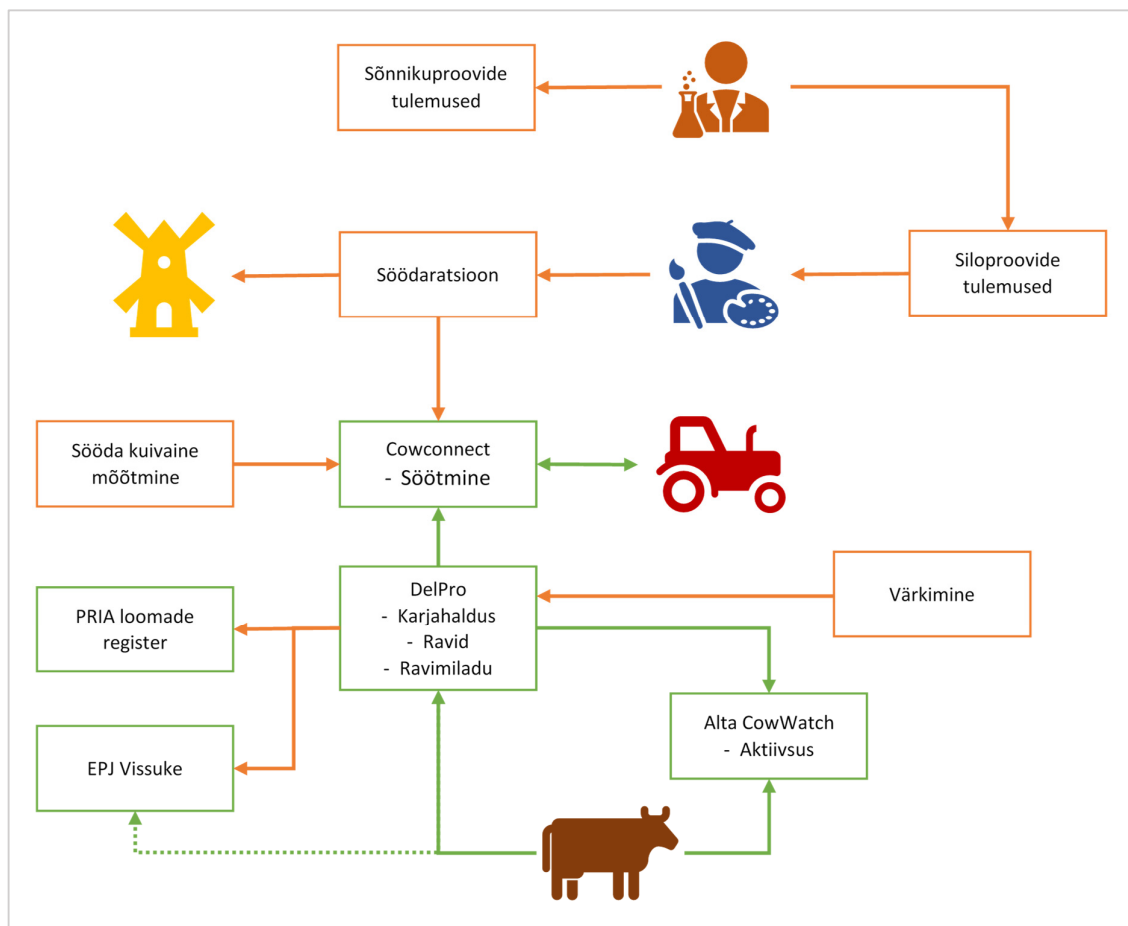 Sõnnikuproovide
tulemused
Söödaratsioon
Siloproovide
tulemused
Sööda kuivaine
mõõtmine
Cowconnect
- Söötmine
PRIA loomade
register
DelPro
- Karjahaldus
- Ravid
- Ravimiladu
Värkimine
EPJ Vissuke
Alta CowWatch
- Aktiivsus